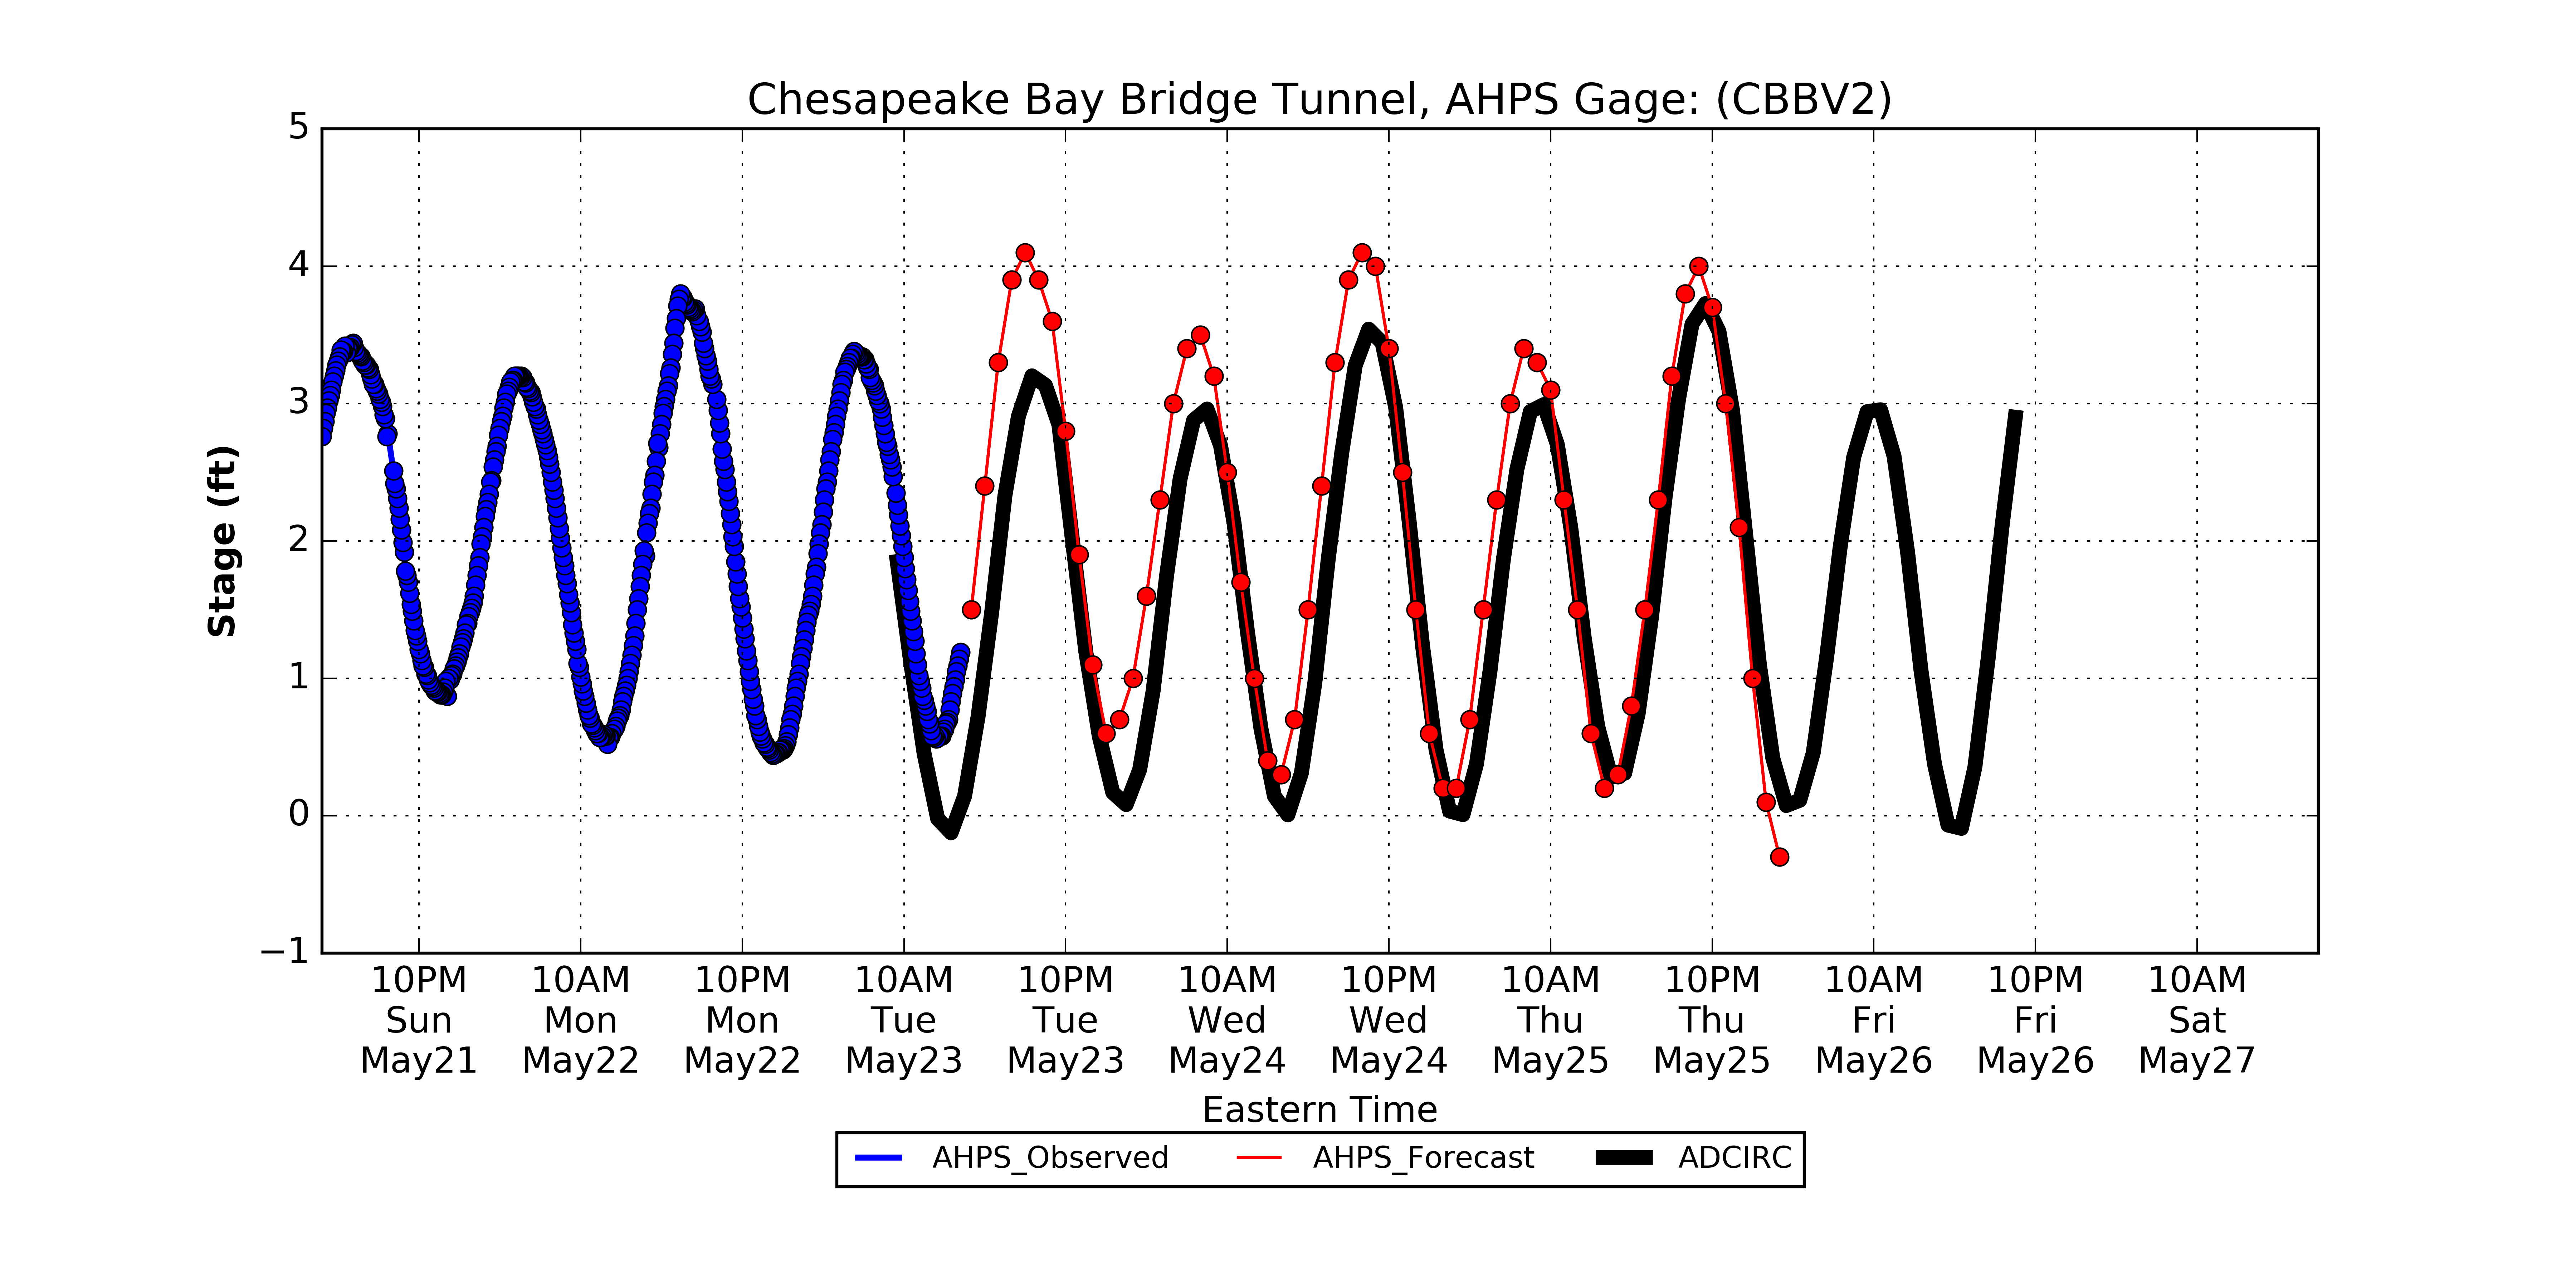 Chesapeake Bay Bridge Tunnel, AHPS Gage: (CBBV2)
5
4
3
2
1
0
−1
Stage (ft)
10PM 10AM 10PM 10AM 10PM 10AM 10PM 10AM 10PM 10AM 10PM 10AM
Sun Mon Mon Tue Tue Wed Wed Thu Thu Fri Fri Sat
May21 May22 May22 May23 May23 May24 May24 May25 May25 May26 May26 May27
Eastern Time
AHPS_Observed AHPS_Forecast ADCIRC